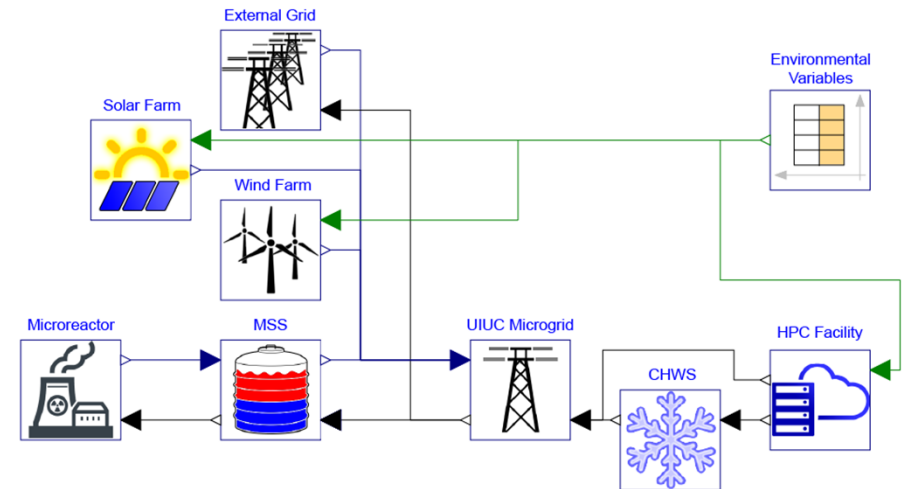 External Grid
Environmental
Variables
Solar Farm
Wind Farm
Microreactor
MSS
UIUC Microgrid
HPC Facility
CHWS